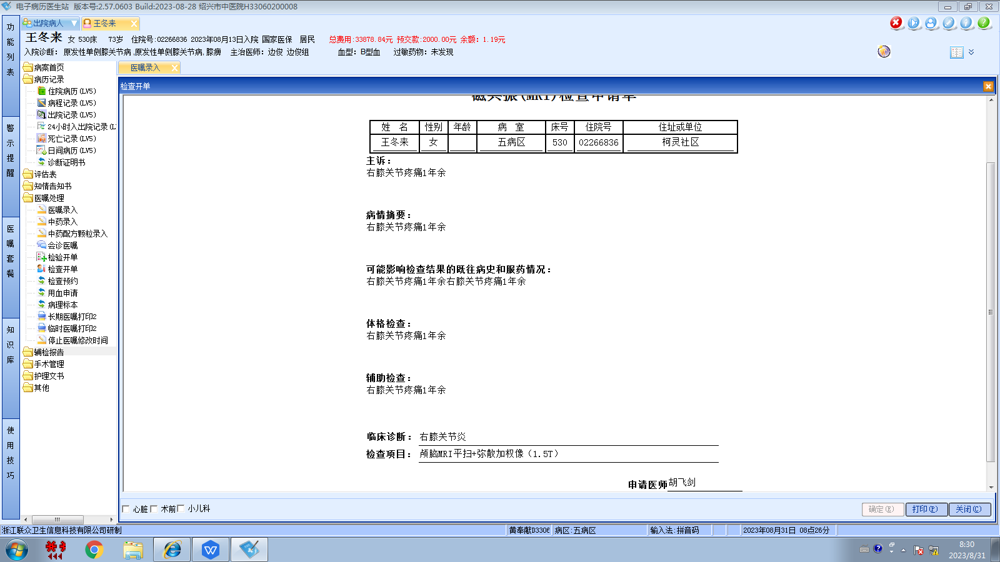 电子病历医生站 版本号:2.57.0603 Build:2023-08-28 绍兴市中医院H33060200008
功能列表
警示提醒
医嘱套餐
知识库
使用技巧
出院病人
王冬来
王冬来 女 530床 73岁 住院号:02266836 2023年08月13日入院 国家医保 居民 总费用:33878.84元 预交款:2000.00元 余额: 1.19元
入院诊断: 原发性单侧膝关节病,原发性单侧膝关节病,膝痹 主治医师: 边俊 边俊组 血型: B型血 过敏药物: 未发现
病案首页
病历记录
住院病历(LV5)
病程记录(LV5)
出院记录(LV5)
24小时入出院记录(L
死亡记录(LV5)
日间病历(LV5)
诊断证明书
评估表
知情告知书
医嘱处理
医嘱录入
中药录入
中药配方颗粒录入
会诊医嘱
检验开单
检查开单
检查预约
用血申请
病理标本
长期医嘱打印2
临时医嘱打印2
停止医嘱修改时间
辅检报告
手术管理
护理文书
其他
医嘱录入
检查开单
磁共振(MRI)检查申请单
姓 名 性别 年龄 病 室 床号 住院号 住址或单位
王冬来 女 五病区 530 02266836 柯灵社区
主诉:
右膝关节疼痛1年余
病情摘要:
右膝关节疼痛1年余
可能影响检查结果的既往病史和服药情况:
右膝关节疼痛1年余右膝关节疼痛1年余
体格检查:
右膝关节疼痛1年余
辅助检查:
右膝关节疼痛1年余
临床诊断: 右膝关节炎
检查项目: 颅脑MRI平扫+弥散加权像 (1.5T)
申请医师胡飞剑
心脏 术前 小儿科
确定(E) 打印(P) 关闭(C)
浙江联众卫生信息科技有限公司研制 黄奉献D3306 病区:五病区 输入法:拼音码 2023年08月31日 08点26分
8:30
2023/8/31